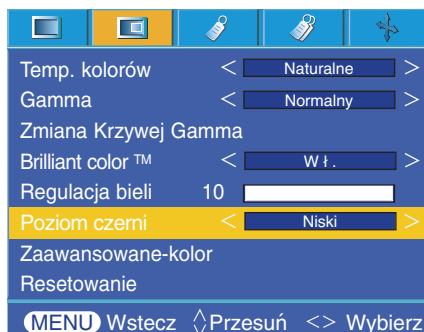 Temp. kolorów < Naturalne >
Gamma < Normalny >
Zmiana Krzywej Gamma
Brilliant color ™ < Wł. >
Regulacja bieli 10
Poziom czerni < Niski >
Zaawansowane-kolor
Resetowanie
MENU Wstecz Przesuń <> Wybierz